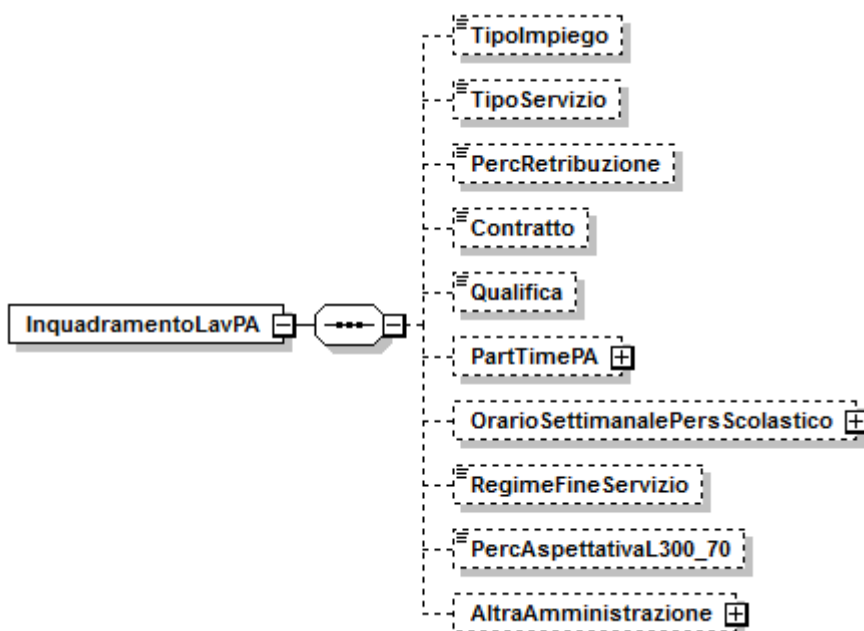 TipoImpiego
TipoServizio
PercRetribuzione
Contratto
Qualifica
InquadramentoLavPA
PartTimePA
OrarioSettimanalePersScolastico
RegimeFineServizio
PercAspettativaL300_70
AltraAmministrazione